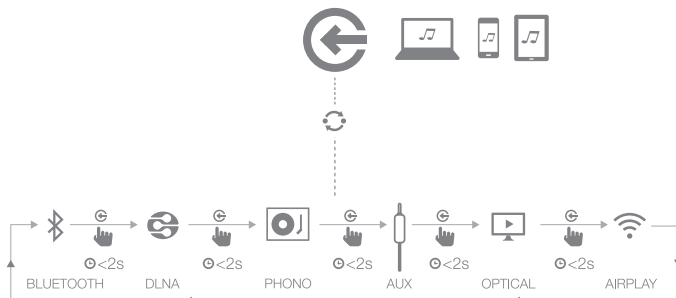 <2s <2s <2s <2s <2s
BLUETOOTH DLNA PHONO AUX OPTICAL AIRPLAY